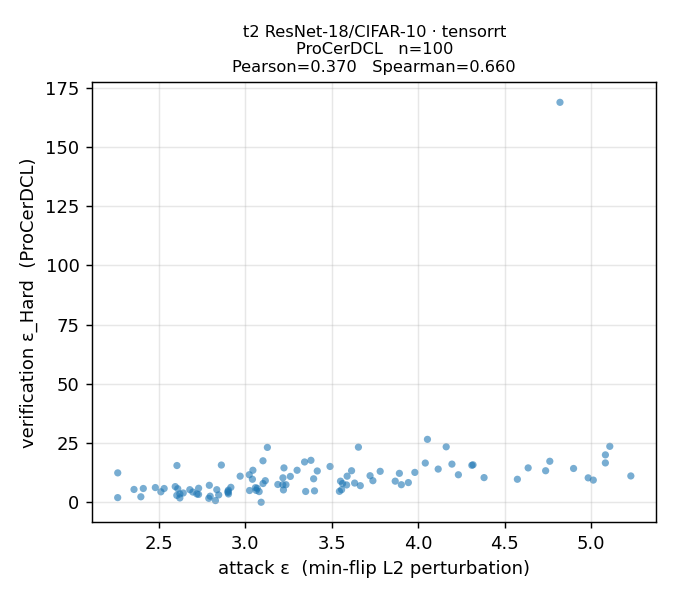 t2 ResNet-18/CIFAR-10 · tensorrt
ProCerDCL   n=100
Pearson=0.370   Spearman=0.660
175
150
125
100
75
50
25
0
verification ε_Hard  (ProCerDCL)
2.5
3.0
3.5
4.0
4.5
5.0
attack ε  (min-flip L2 perturbation)